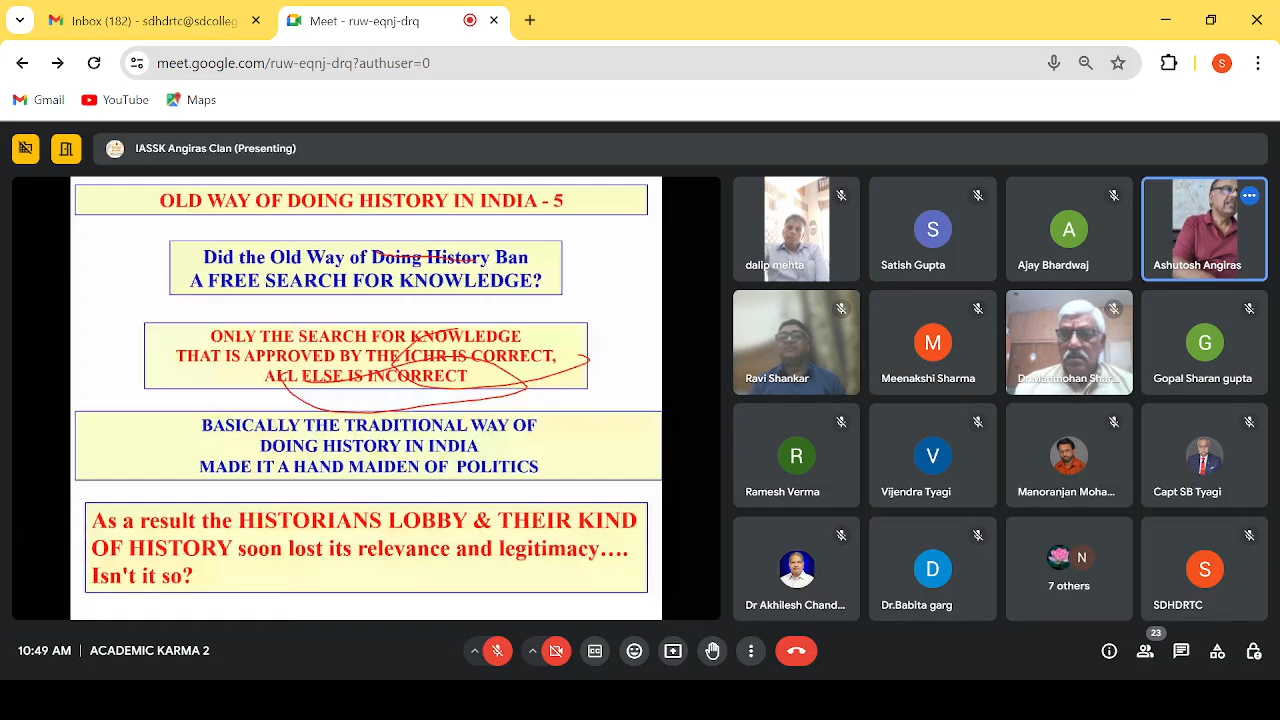 Inbox (182) - sdhdrtc@sdcolleg
Meet - ruw-eqnj-drq
meet.google.com/ruw-eqnj-drq?authuser=0
S
Gmail
YouTube
Maps
IASSK Angiras Clan (Presenting)
OLD WAY OF DOING HISTORY IN INDIA - 5
Did the Old Way of Doing History Ban
A FREE SEARCH FOR KNOWLEDGE?
ONLY THE SEARCH FOR KNOWLEDGE
THAT IS APPROVED BY THE ICHR IS CORRECT,
ALL ELSE IS INCORRECT
BASICALLY THE TRADITIONAL WAY OF
DOING HISTORY IN INDIA
MADE IT A HAND MAIDEN OF POLITICS
As a result the HISTORIANS LOBBY & THEIR KIND
OF HISTORY soon lost its relevance and legitimacy….
Isn't it so?
dalip mehta
S
Satish Gupta
A
Ajay Bhardwaj
Ashutosh Angiras
Ravi Shankar
M
Meenakshi Sharma
Dr.Manmohan Shar...
G
Gopal Sharan gupta
R
Ramesh Verma
V
Vijendra Tyagi
Manoranjan Moha...
Capt SB Tyagi
Dr Akhilesh Chand...
D
Dr.Babita garg
N
7 others
S
SDHDRTC
10:49 AM
ACADEMIC KARMA 2
23